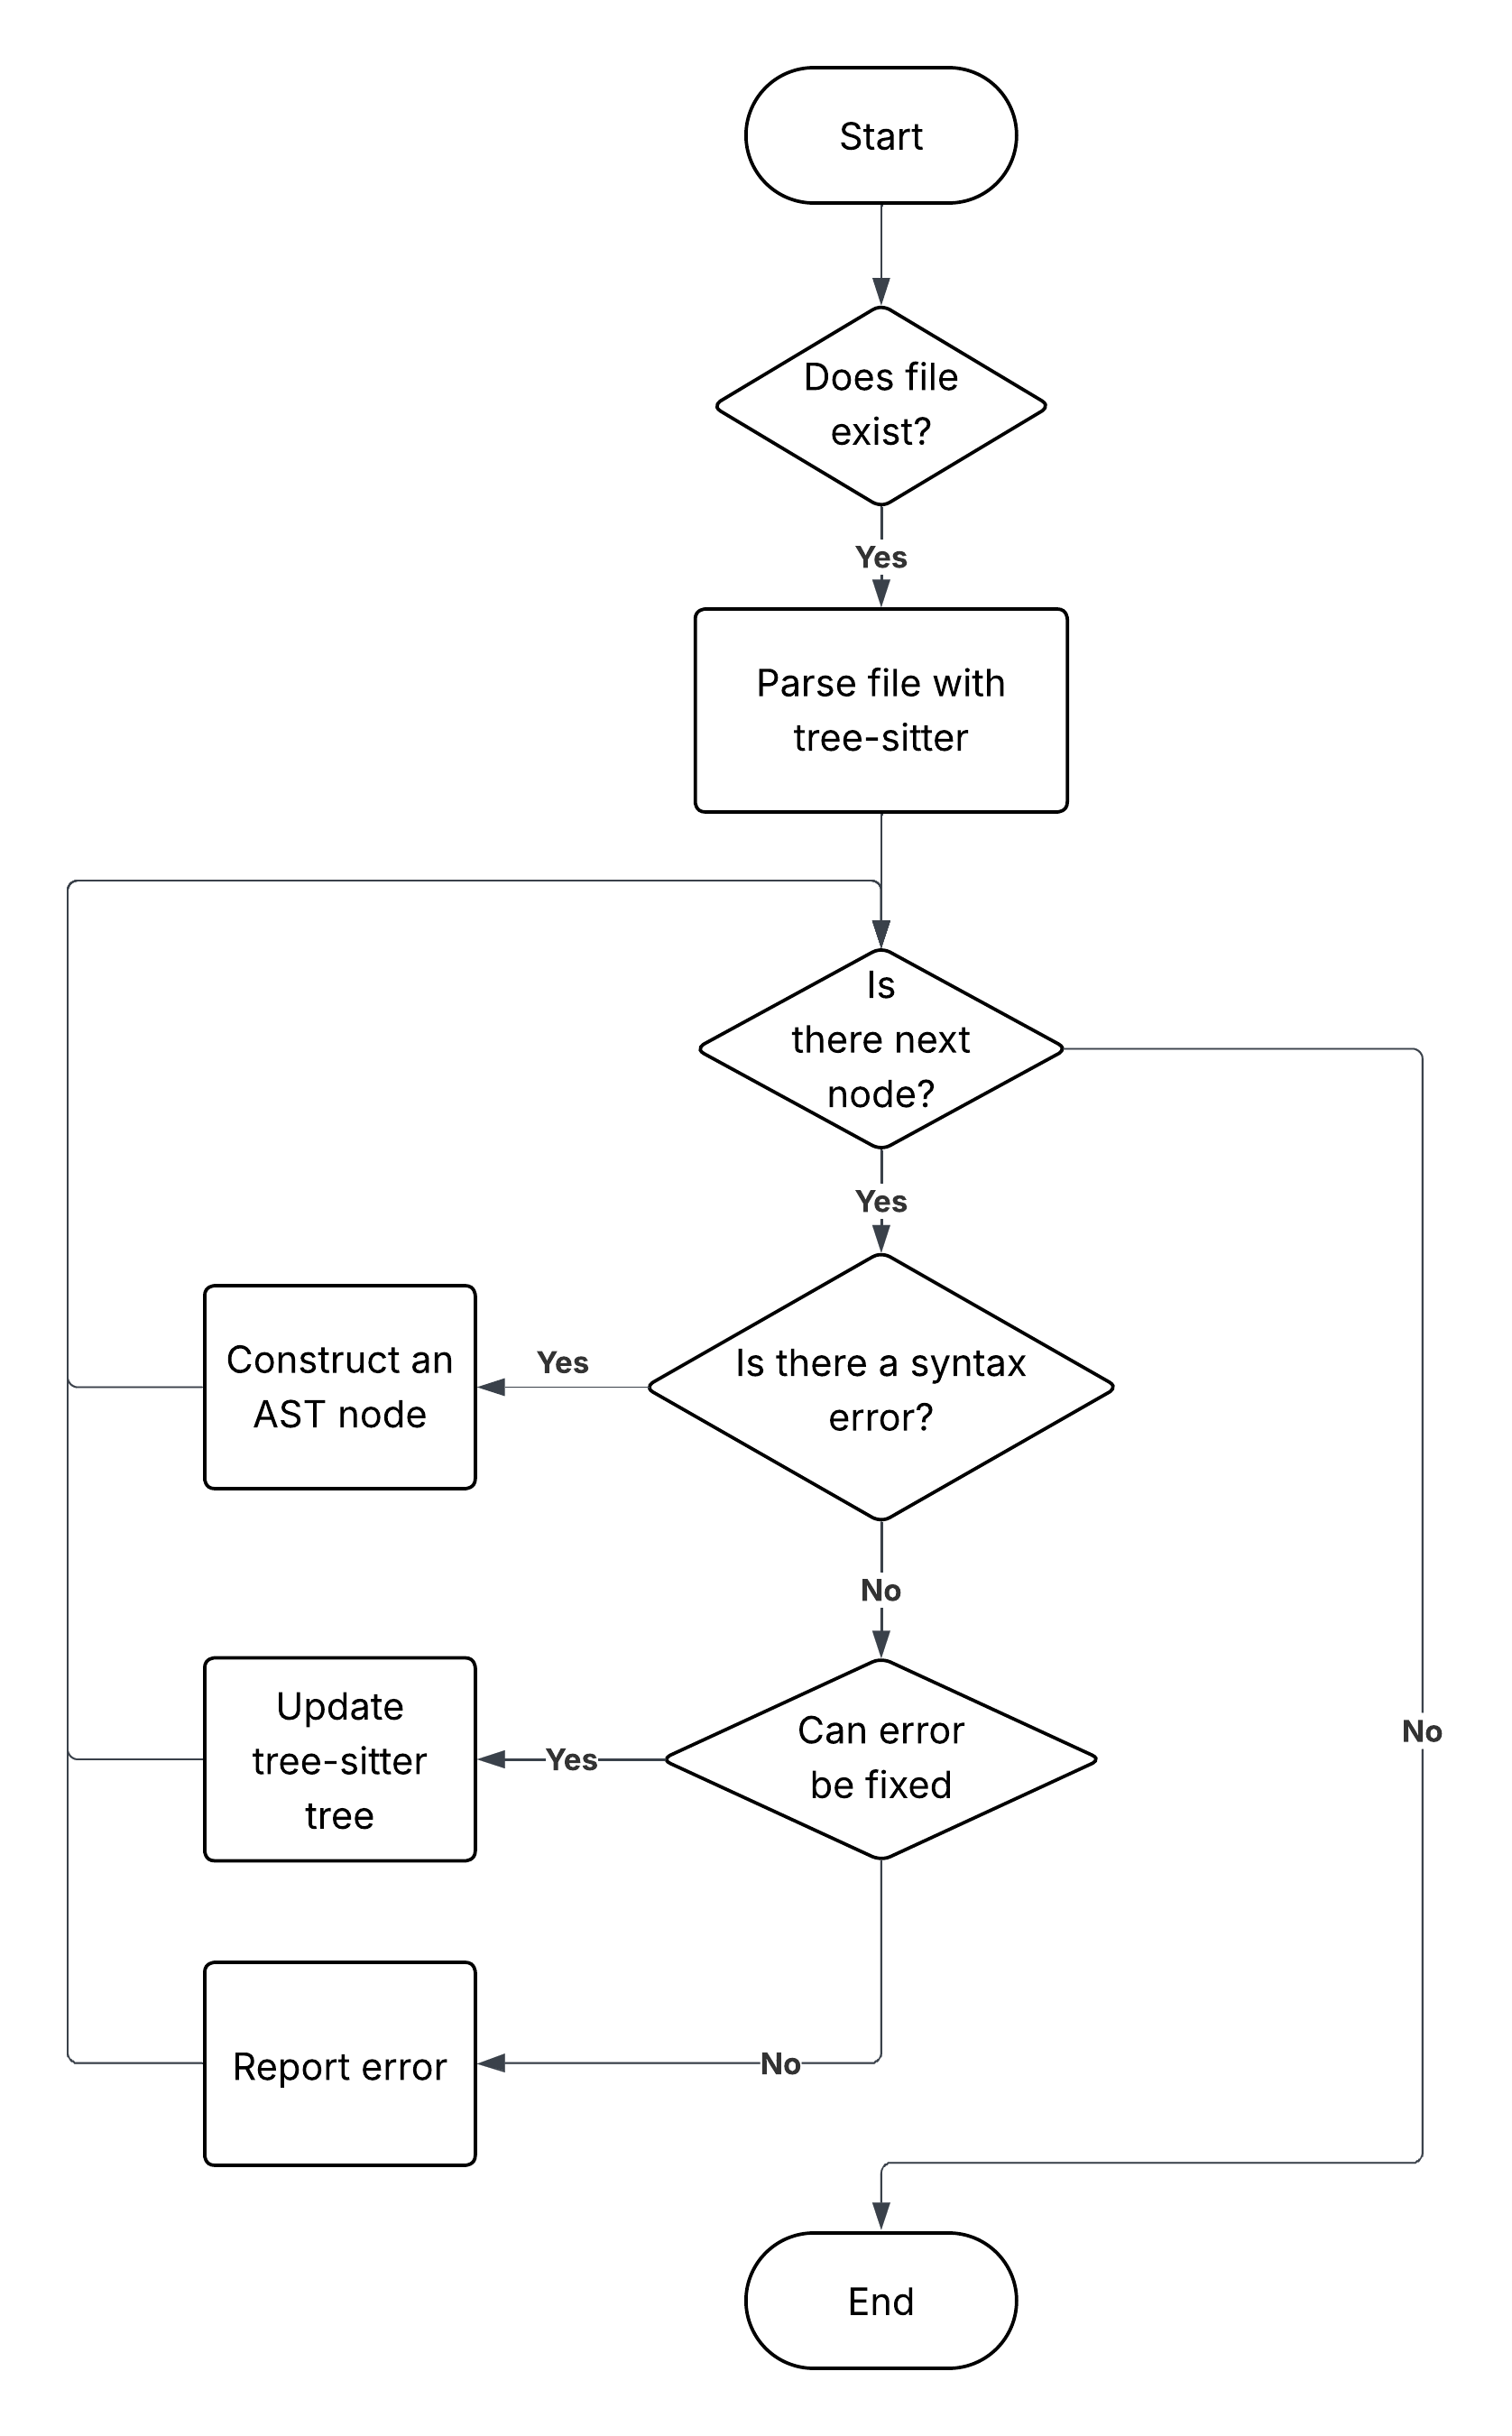 Start
Does file
exist?
Yes
Parse file with
tree-sitter
Is
there next
node?
Yes
Is there a syntax
error?
Yes
Construct an
AST node
No
Can error
be fixed
Yes
Update
tree-sitter
tree
No
No
Report error
End